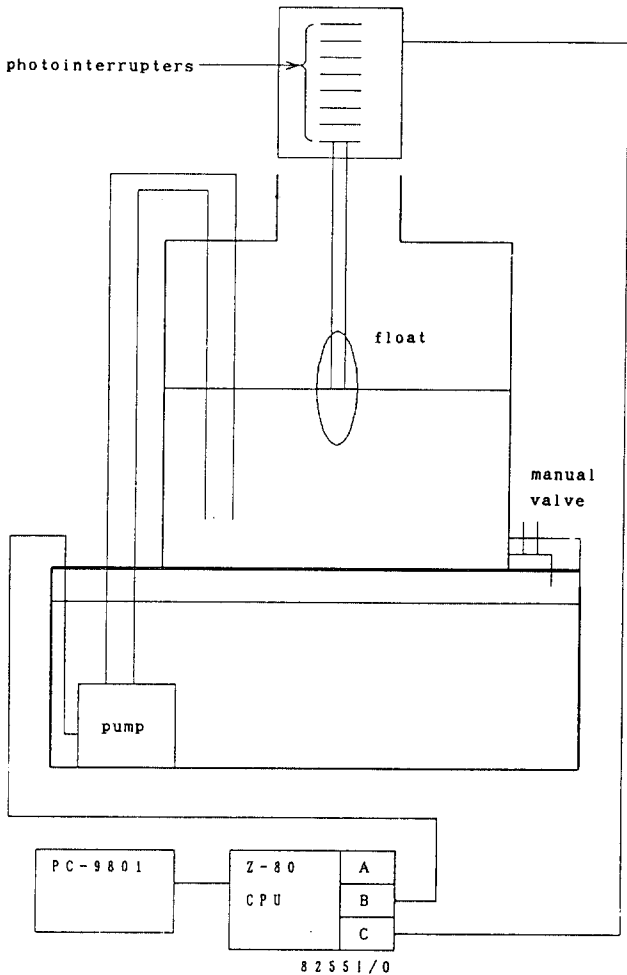 photointerrupters
float
manual
valve
pump
PC-9801
Z-80
CPU
A
B
C
8255I/O